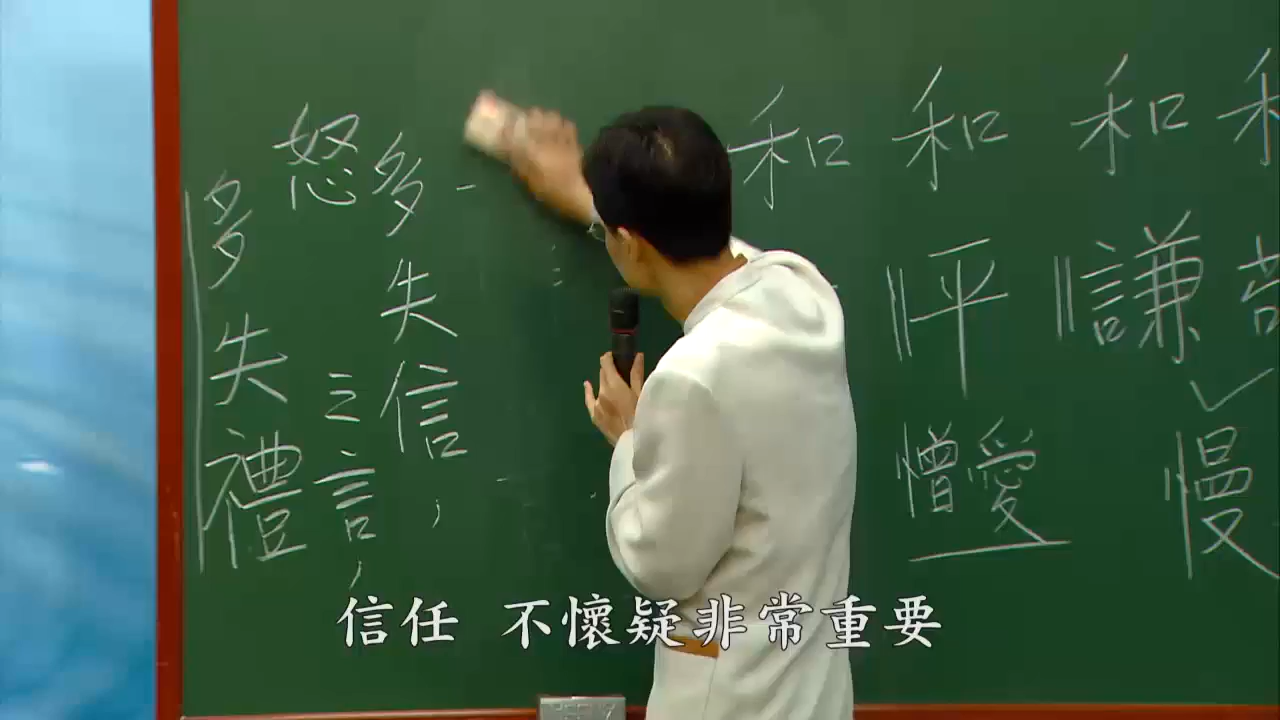 和謙慢
和平憎愛
和
多失信,
怒之言,
多失禮
信任 不懷疑非常重要